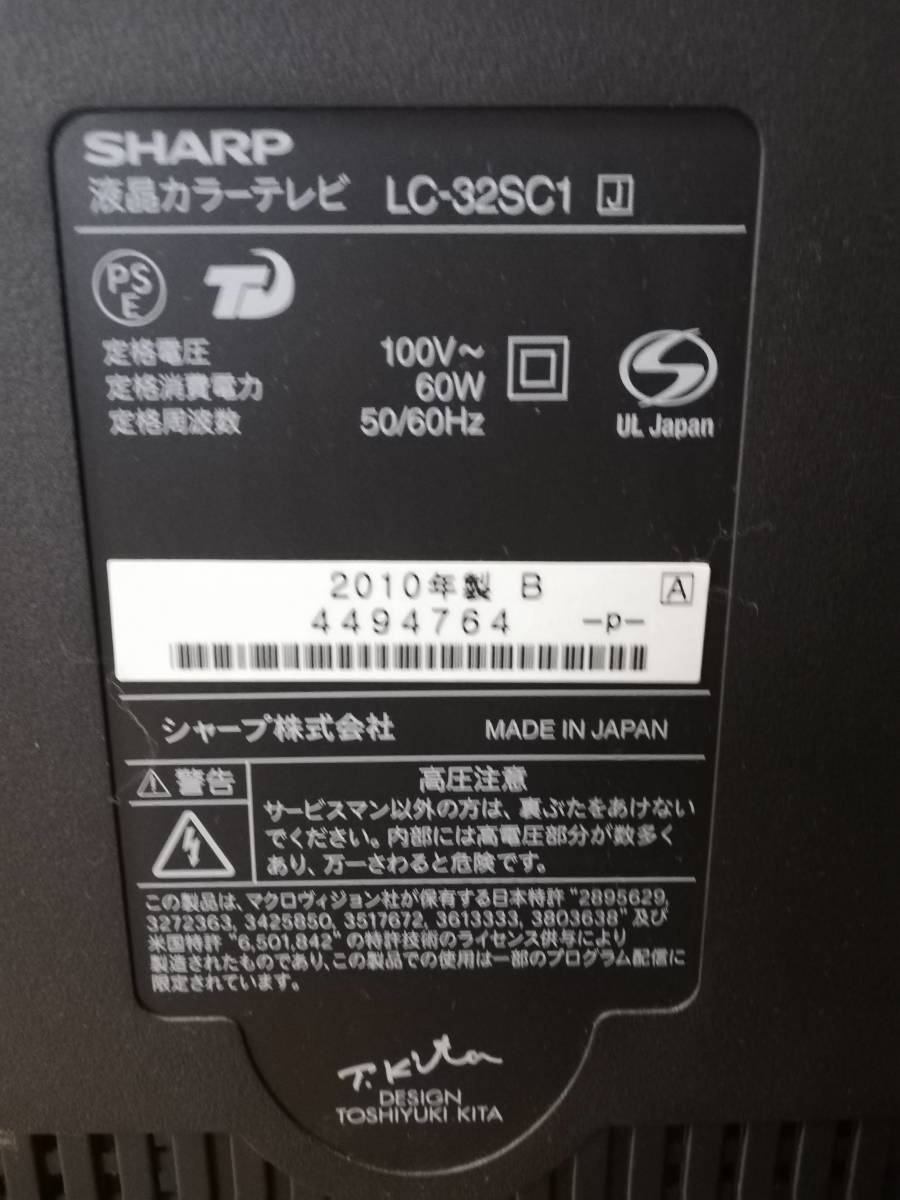 SHARP
液晶カラーテレビ LC-32SC1 J
PSE
TD
定格電圧 100V～
定格消費電力 60W
定格周波数 50/60Hz
S
UL Japan
2010年製 B A
4494764 -p-
シャープ株式会社 MADE IN JAPAN
警告 高圧注意
サービスマン以外の方は、裏ぶたをあけない
でください。内部には高電圧部分が数多く
あり、万一さわると危険です。
この製品は、マクロヴィジョン社が保有する日本特許 "2895629,
3272363, 3425850, 3517672, 3613333, 3803638" 及び
米国特許 "6,501,842" の特許技術のライセンス供与により
製造されたものであり、この製品での使用は一部のプログラム配信に
限定されています。
T.Kita
DESIGN
TOSHIYUKI KITA